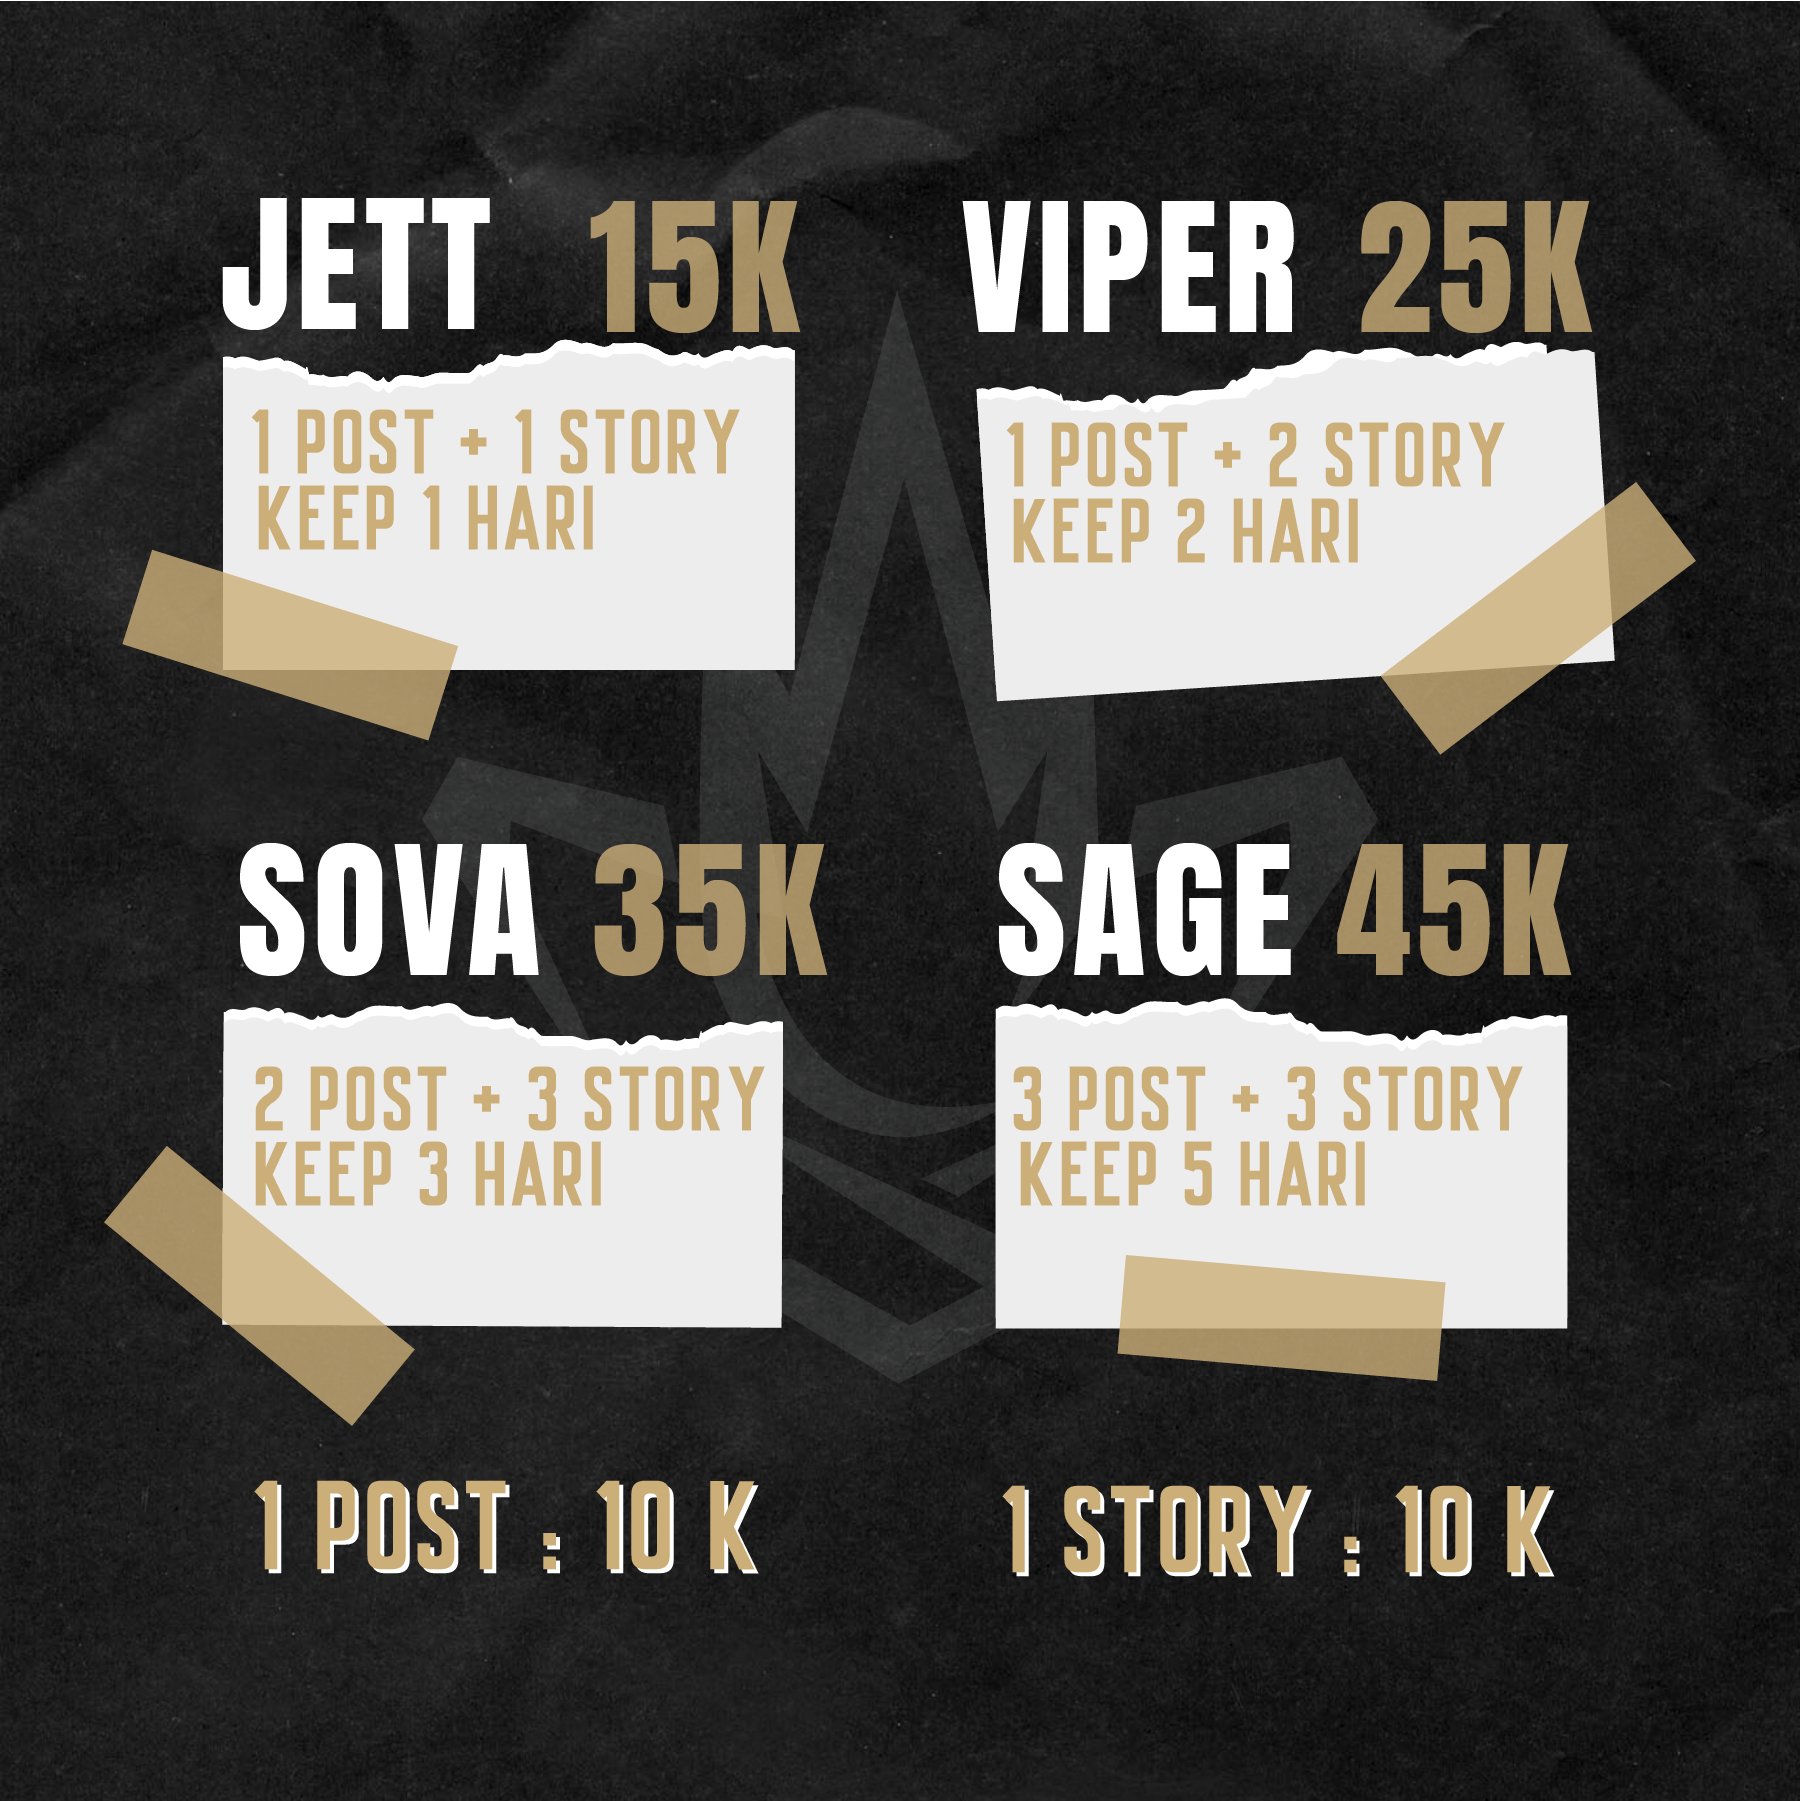 JETT 15K
1 POST + 1 STORY
KEEP 1 HARI
VIPER 25K
1 POST + 2 STORY
KEEP 2 HARI
SOVA 35K
2 POST + 3 STORY
KEEP 3 HARI
SAGE 45K
3 POST + 3 STORY
KEEP 5 HARI
1 POST : 10 K
1 STORY : 10 K